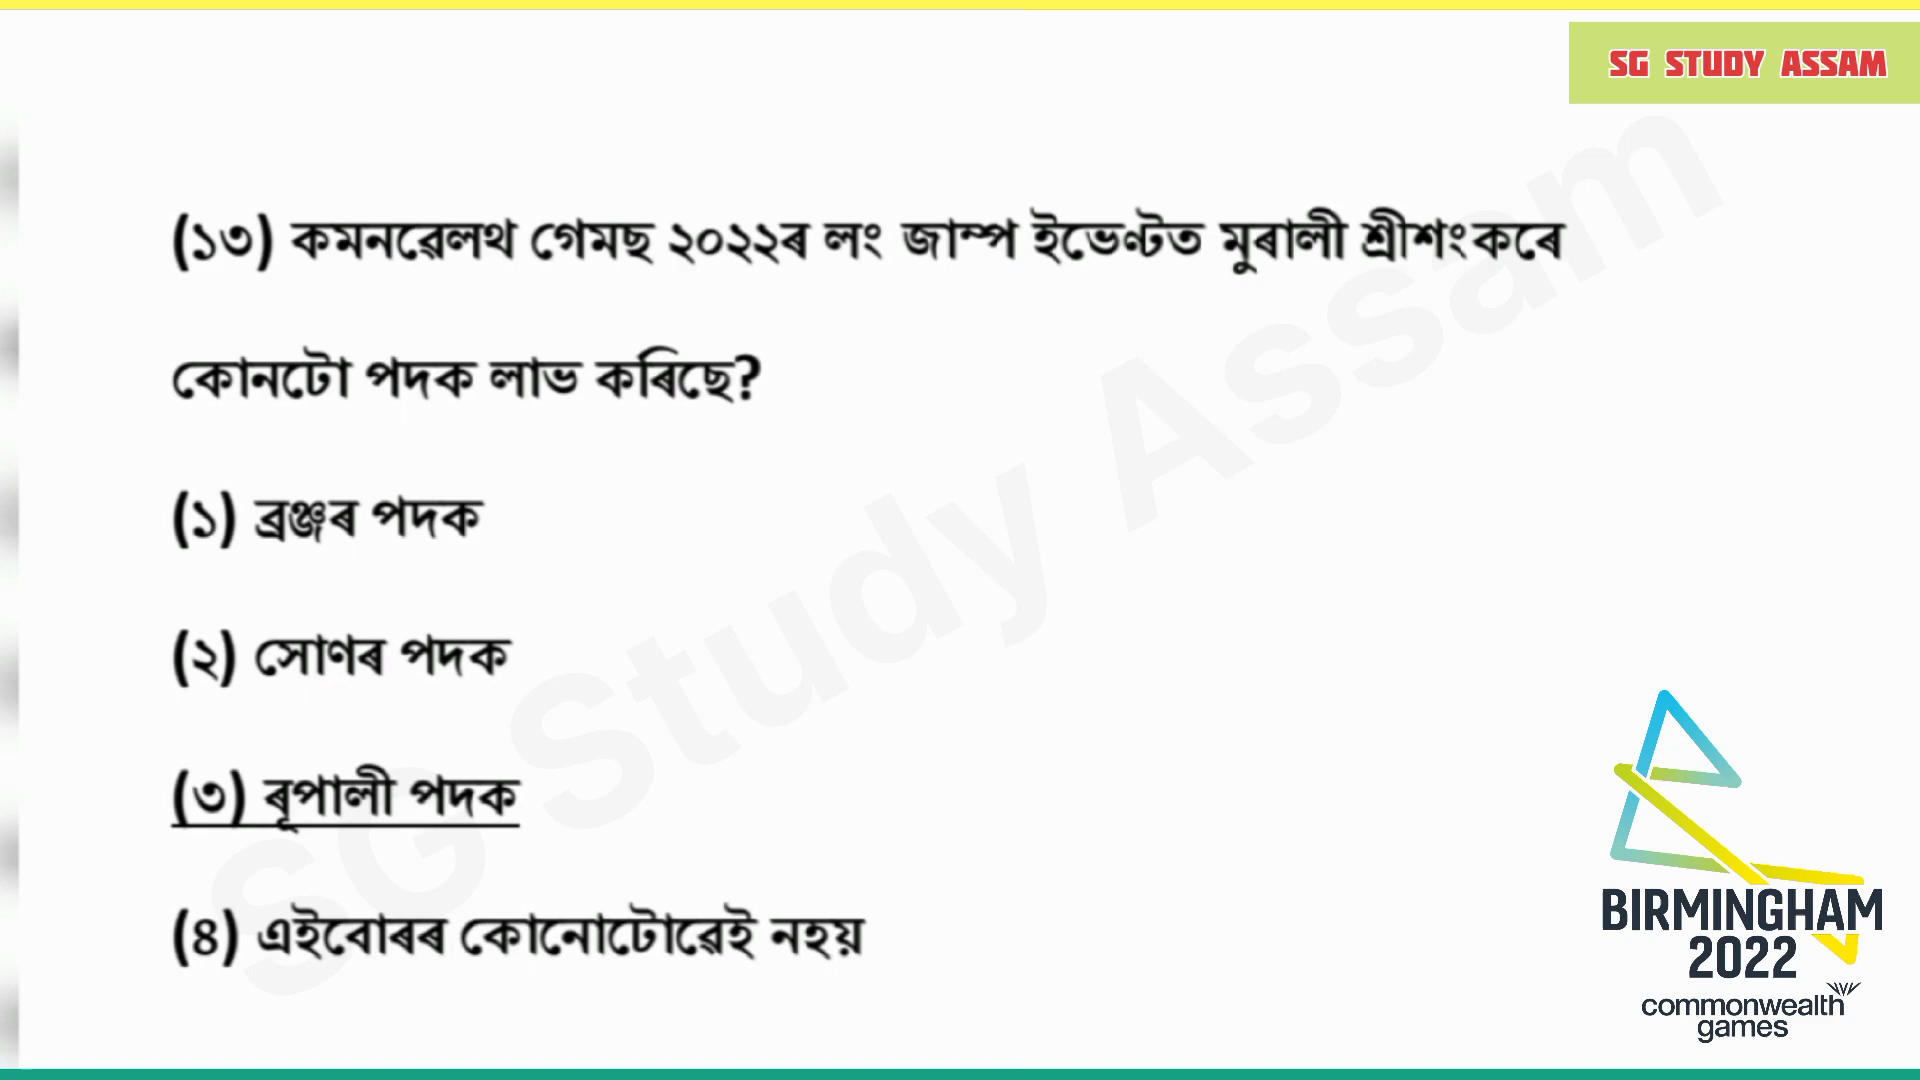 SG STUDY ASSAM
(১৩) কমনৱেলথ গেমছ ২০২২ৰ লং জাম্প ইভেণ্টত মুৰালী শ্ৰীশংকৰে
কোনটো পদক লাভ কৰিছে?
(১) ব্ৰঞ্জৰ পদক
(২) সোণৰ পদক
(৩) ৰূপালী পদক
(৪) এইবোৰৰ কোনোটোৱেই নহয়
SG Study Assam
BIRMINGHAM
2022
commonwealth
games